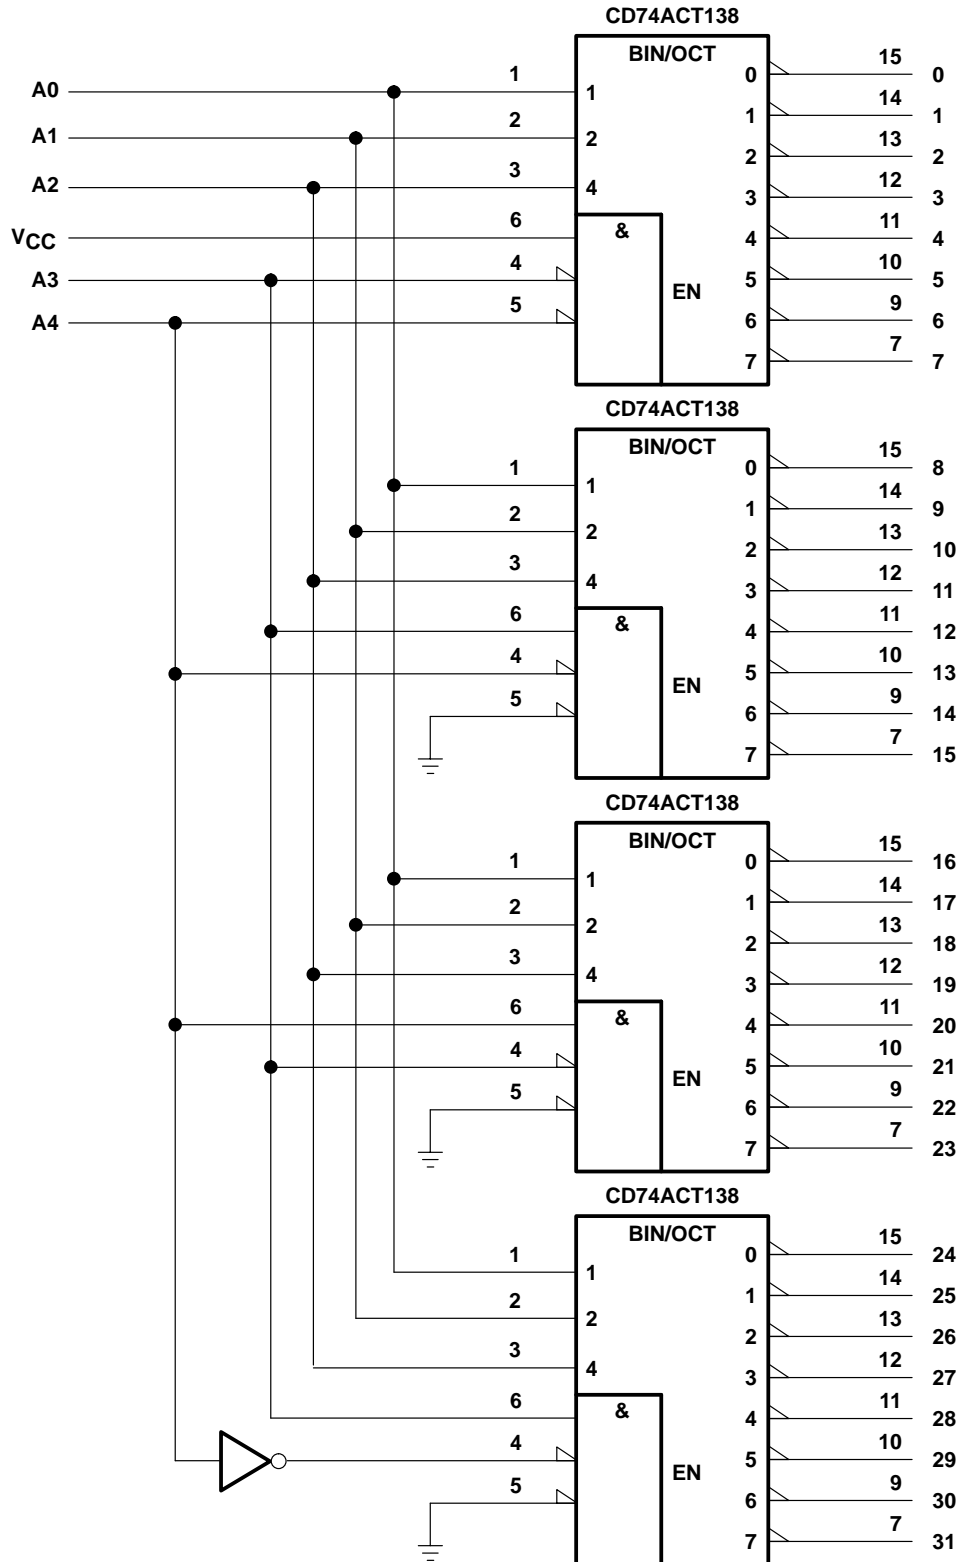 CD74ACT138
BIN/OCT
0 15 0
A0 1 1
1 14 1
A1 2 2
2 13 2
A2 3 4
3 12 3
VCC 6 &
4 11 4
A3 4
5 10 5
EN
A4 5
6 9 6
7 7 7
CD74ACT138
BIN/OCT
0 15 8
1 1
1 14 9
2 2
2 13 10
3 4
3 12 11
6 &
4 11 12
4
5 10 13
EN
5
6 9 14
7 7 15
CD74ACT138
BIN/OCT
0 15 16
1 1
1 14 17
2 2
2 13 18
3 4
3 12 19
6 &
4 11 20
4
5 10 21
EN
5
6 9 22
7 7 23
CD74ACT138
BIN/OCT
0 15 24
1 1
1 14 25
2 2
2 13 26
3 4
3 12 27
6 &
4 11 28
4
5 10 29
EN
5
6 9 30
7 7 31